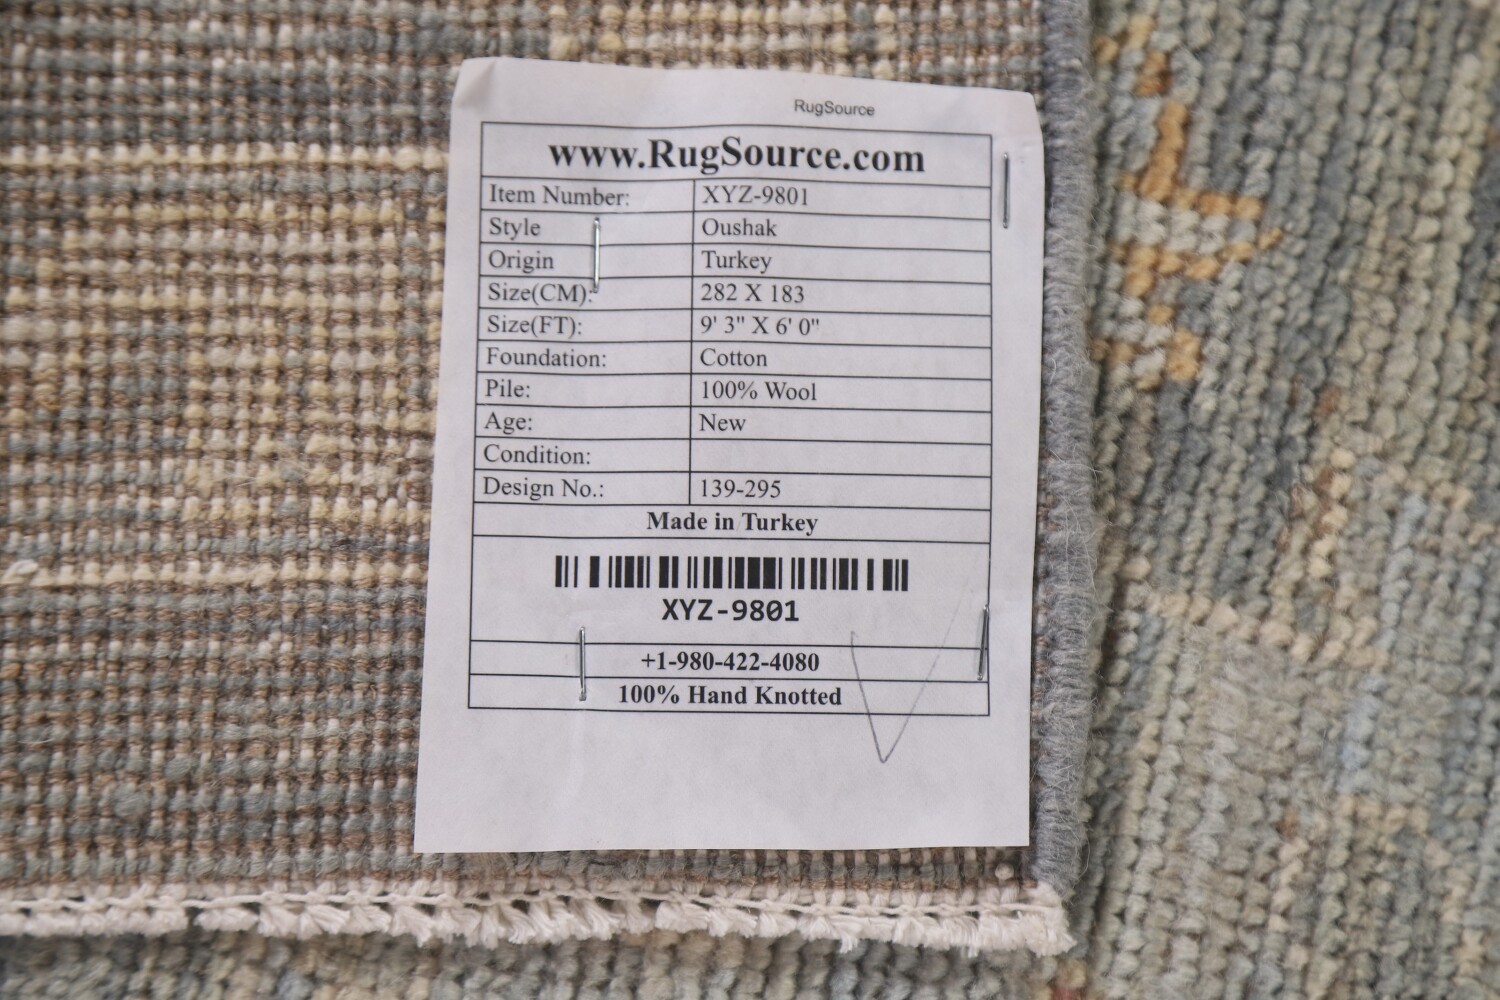 RugSource
www.RugSource.com
Item Number: XYZ-9801
Style Oushak
Origin Turkey
Size(CM): 282 X 183
Size(FT): 9' 3" X 6' 0"
Foundation: Cotton
Pile: 100% Wool
Age: New
Condition:
Design No.: 139-295
Made in Turkey
XYZ-9801
+1-980-422-4080
100% Hand Knotted